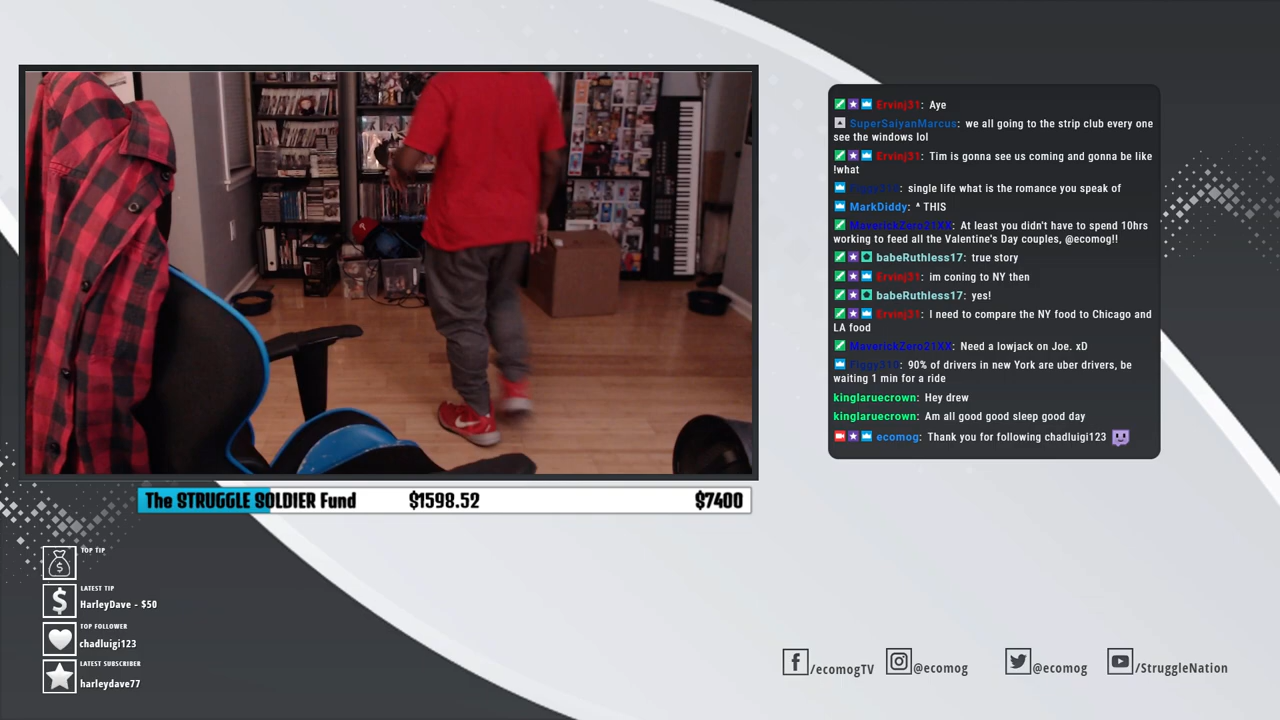 Ervinj31: Aye
SuperSaiyanMarcus: we all going to the strip club every one
see the windows lol
Ervinj31: Tim is gonna see us coming and gonna be like
!what
Figgy310: single life what is the romance you speak of
MarkDiddy: ^ THIS
MaverickZero21XX: At least you didn't have to spend 10hrs
working to feed all the Valentine's Day couples, @ecomog!!
babeRuthless17: true story
Ervinj31: im coning to NY then
babeRuthless17: yes!
Ervinj31: I need to compare the NY food to Chicago and
LA food
MaverickZero21XX: Need a lowjack on Joe. xD
Figgy310: 90% of drivers in new York are uber drivers, be
waiting 1 min for a ride
kinglaruecrown: Hey drew
kinglaruecrown: Am all good good sleep good day
ecomog: Thank you for following chadluigi123
The STRUGGLE SOLDIER Fund $1598.52 $7400
TOP TIP
LATEST TIP
HarleyDave - $50
TOP FOLLOWER
chadluigi123
LATEST SUBSCRIBER
harleydave77
/ecomogTV @ecomog @ecomog /StruggleNation